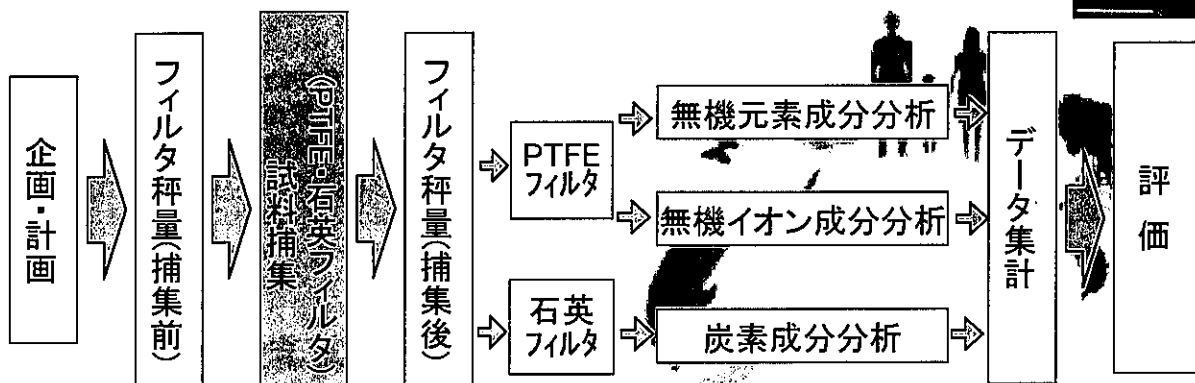 企画・計画
フィルタ秤量(捕集前)
試料捕集
(PTFE・石英フィルタ)
フィルタ秤量(捕集後)
PTFE
フィルタ
無機元素成分分析
無機イオン成分分析
石英
フィルタ
炭素成分分析
データ集計
評価